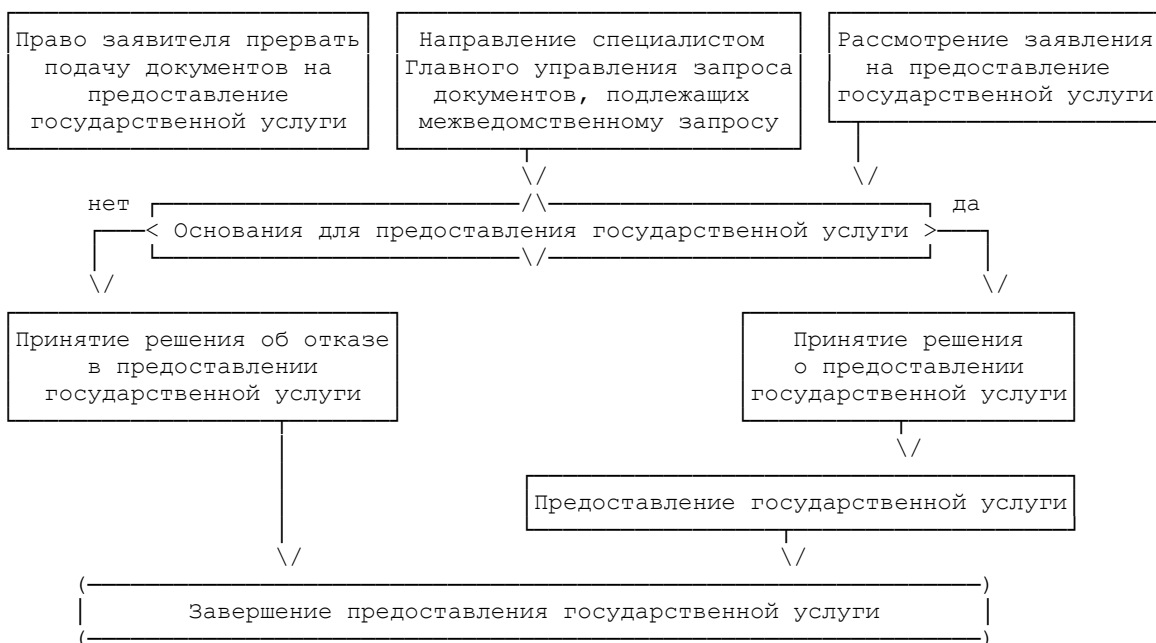 Право заявителя прервать
подачу документов на
предоставление
государственной услуги
Направление специалистом
Главного управления запроса
документов, подлежащих
межведомственному запросу
Рассмотрение заявления
на предоставление
государственной услуги
нет
да
Основания для предоставления государственной услуги
Принятие решения об отказе
в предоставлении
государственной услуги
Принятие решения
о предоставлении
государственной услуги
Предоставление государственной услуги
Завершение предоставления государственной услуги